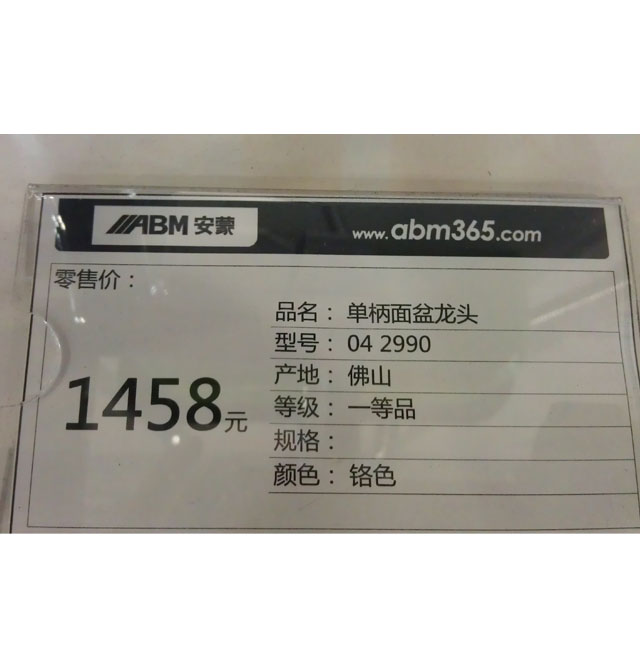 ABM 安蒙 www.abm365.com
零售价：
1458元
品名：单柄面盆龙头
型号：04 2990
产地：佛山
等级：一等品
规格：
颜色：铬色